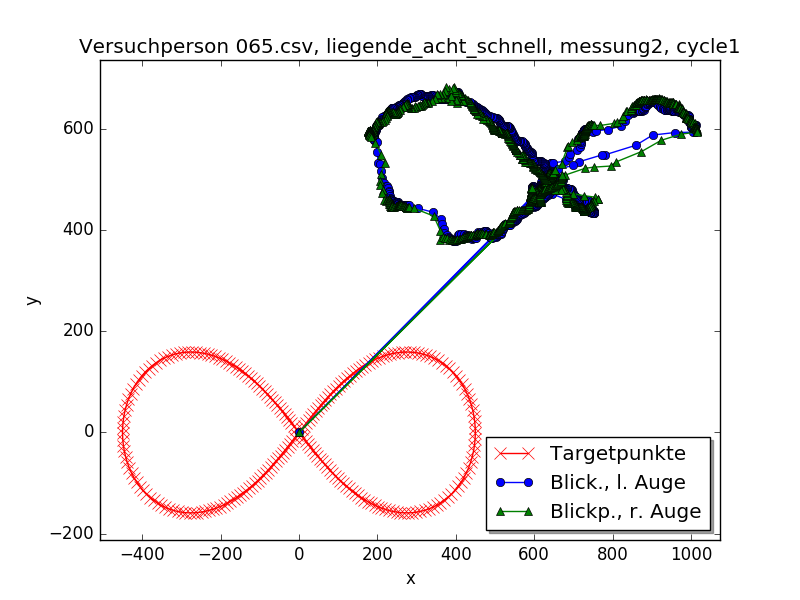 Versuchperson 065.csv, liegende_acht_schnell, messung2, cycle1
y
600
400
200
0
−200
−400
−200
0
200
400
600
800
1000
x
Targetpunkte
Blick., l. Auge
Blickp., r. Auge